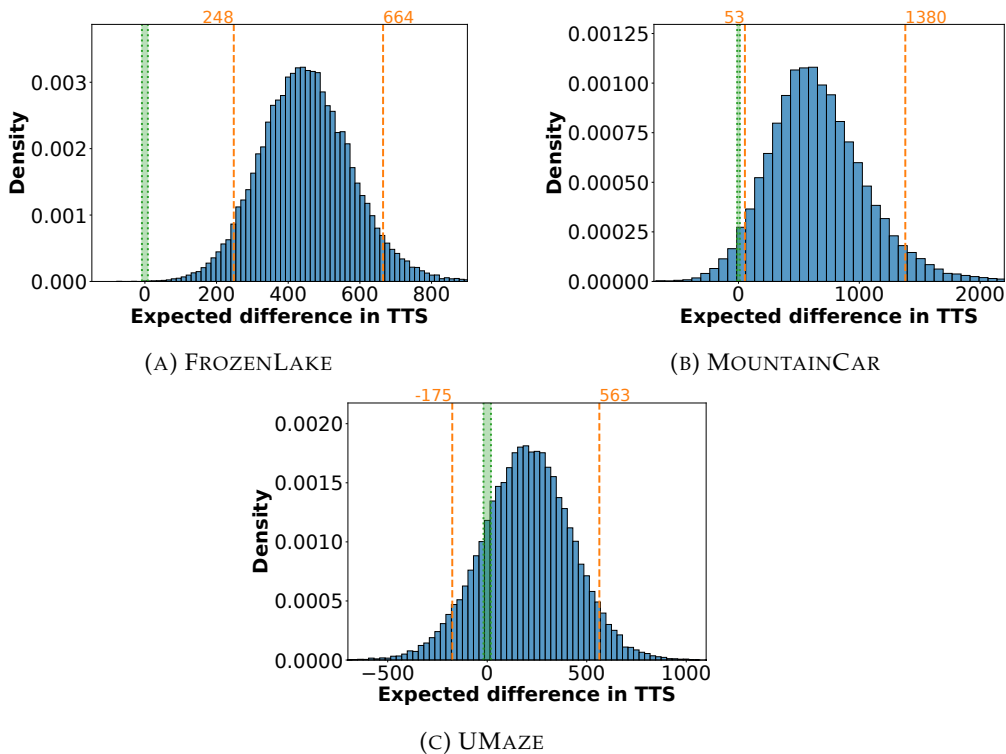 248 664
0.003
0.002
0.001
0.000
Density
0 200 400 600 800
Expected difference in TTS
(A) FROZENLAKE
53 1380
0.00125
0.00100
0.00075
0.00050
0.00025
0.00000
Density
0 1000 2000
Expected difference in TTS
(B) MOUNTAINCAR
-175 563
0.0020
0.0015
0.0010
0.0005
0.0000
Density
−500 0 500 1000
Expected difference in TTS
(C) UMAZE